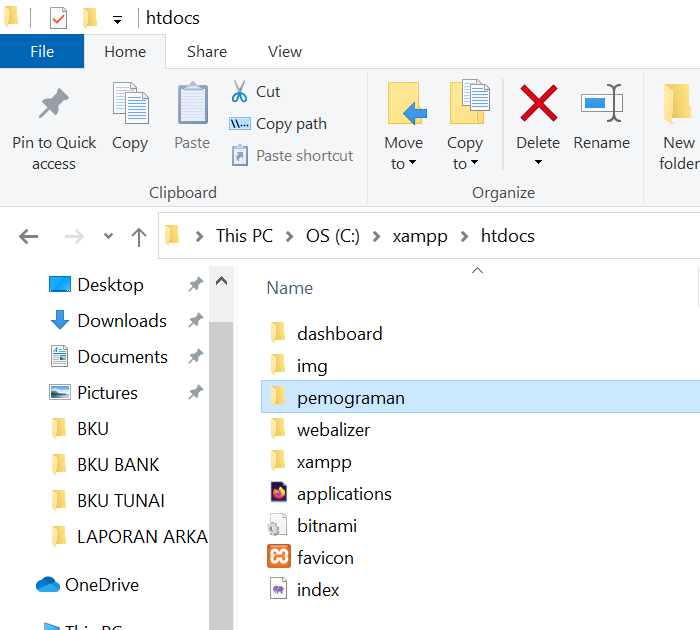 htdocs
File Home Share View
Pin to Quick access
Copy
Paste
Cut
Copy path
Paste shortcut
Clipboard
Move to
Copy to
Delete
Rename
Organize
New folder
This PC > OS (C:) > xampp > htdocs
Desktop
Downloads
Documents
Pictures
BKU
BKU BANK
BKU TUNAI
LAPORAN ARKA
OneDrive
This PC
Name
dashboard
img
pemograman
webalizer
xampp
applications
bitnami
favicon
index